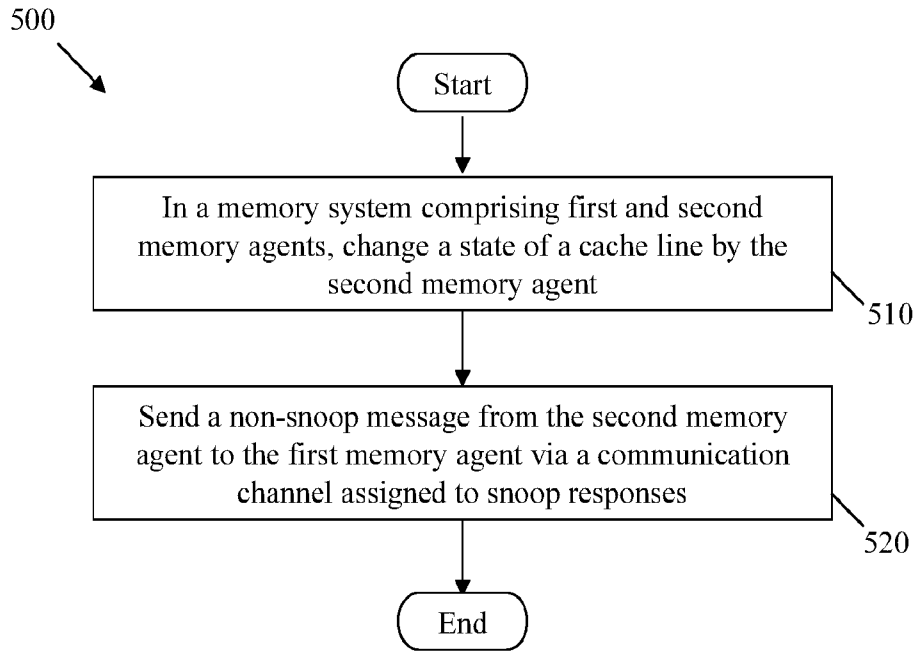 500
Start
In a memory system comprising first and second
memory agents, change a state of a cache line by the
second memory agent
510
Send a non-snoop message from the second memory
agent to the first memory agent via a communication
channel assigned to snoop responses
520
End